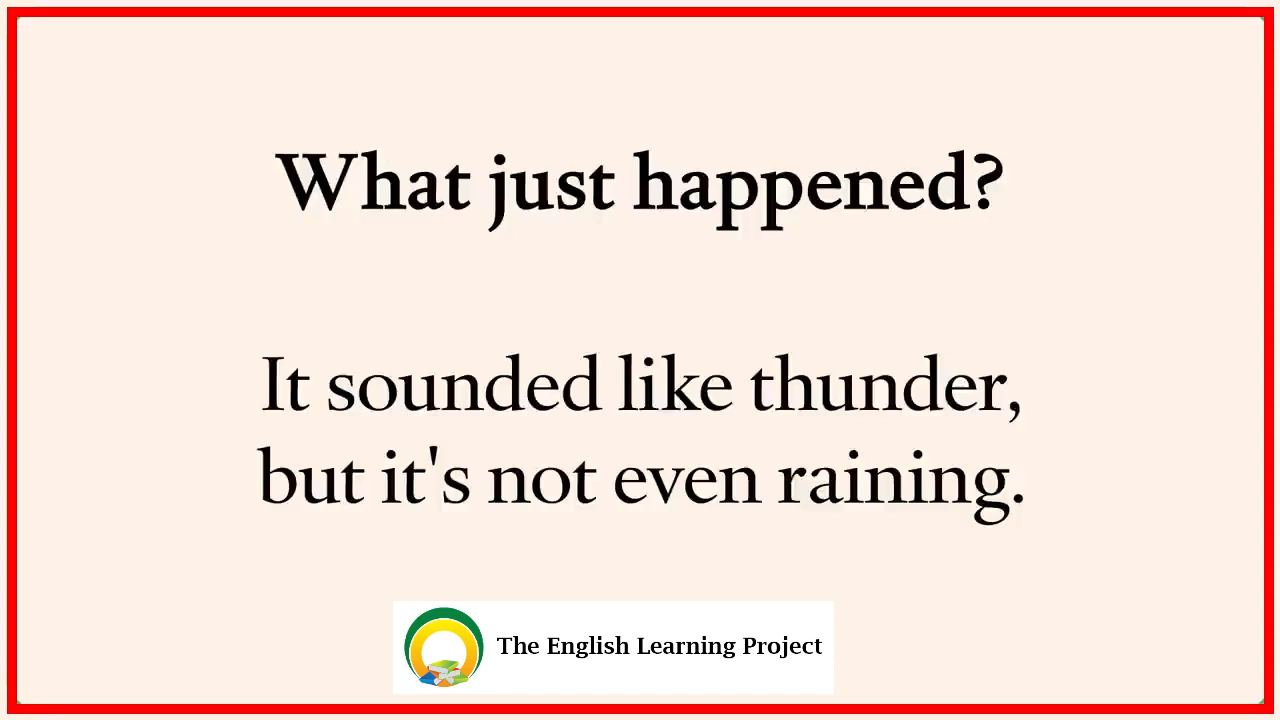 What just happened?
It sounded like thunder,
but it's not even raining.
The English Learning Project